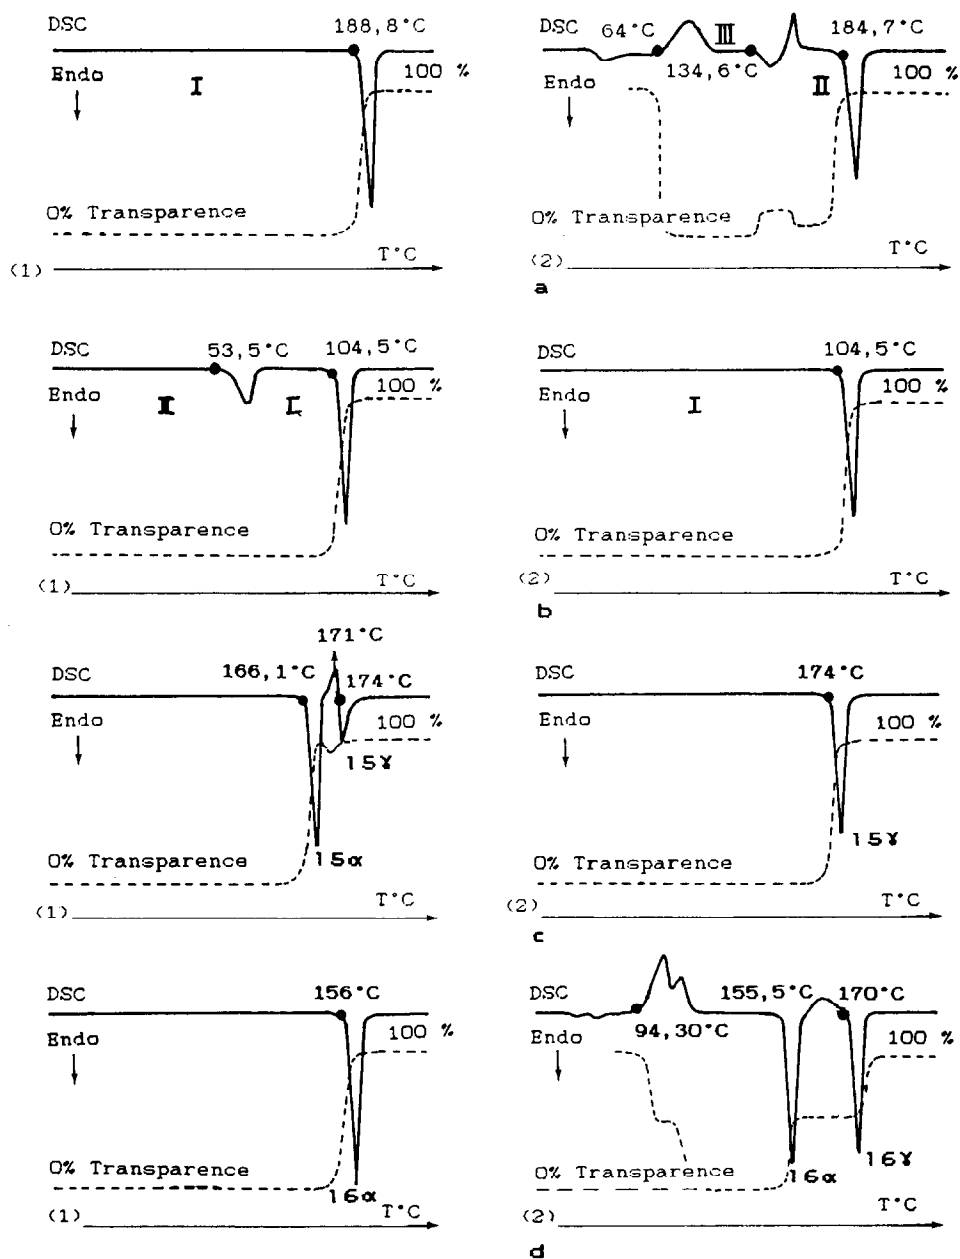 DSC
188,8°C
100 %
Endo
I
0% Transparence
T°C
(1)
DSC
64°C
III
184,7°C
134,6°C
100 %
Endo
II
0% Transparence
T°C
(2)
a
DSC
53,5°C
104,5°C
100 %
Endo
II
I
0% Transparence
T°C
(1)
DSC
104,5°C
100 %
Endo
I
0% Transparence
T°C
(2)
b
171°C
DSC
166,1°C
174°C
Endo
100 %
15γ
0% Transparence
15α
T°C
(1)
DSC
174°C
Endo
100 %
15γ
0% Transparence
T°C
(2)
c
DSC
156°C
100 %
Endo
0% Transparence
16α
T°C
(1)
DSC
155,5°C
170°C
94,30°C
100 %
Endo
16γ
0% Transparence
16α
T°C
(2)
d